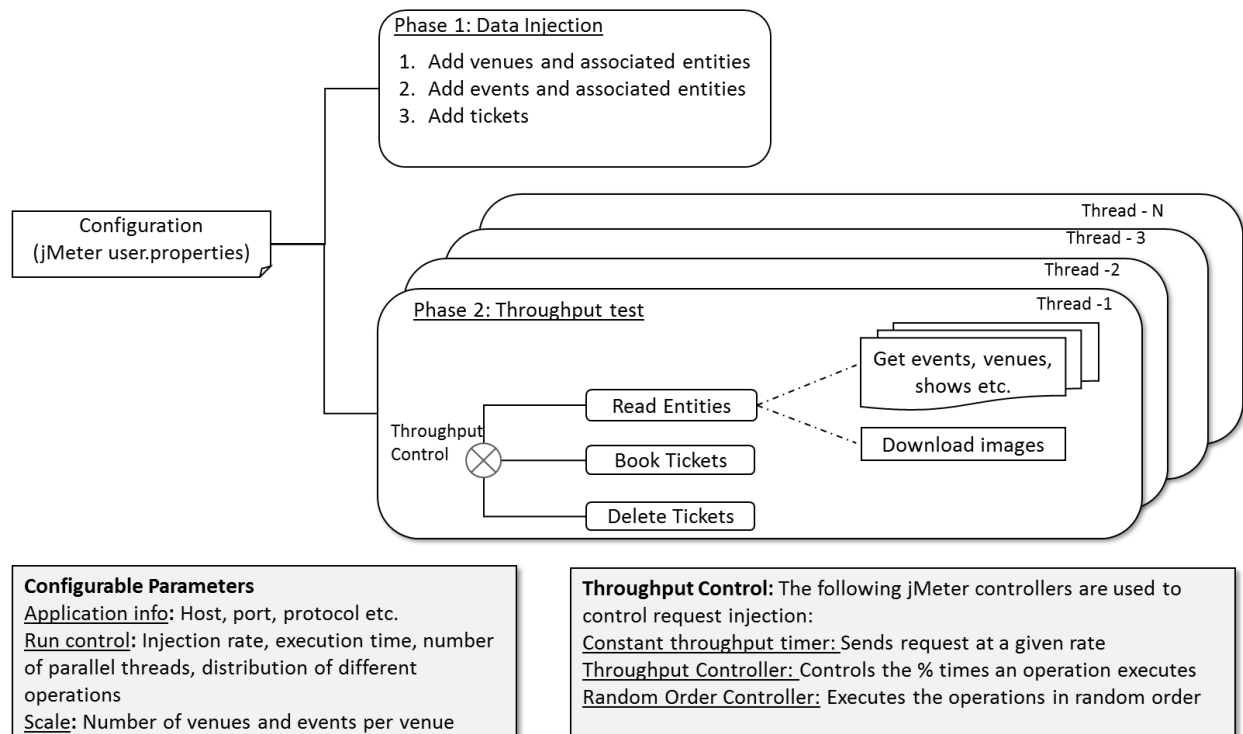 Phase 1: Data Injection
1. Add venues and associated entities
2. Add events and associated entities
3. Add tickets
Configuration
(jMeter user.properties)
Thread - N
Thread - 3
Thread -2
Thread -1
Phase 2: Throughput test
Get events, venues,
shows etc.
Read Entities
Throughput
Control
Download images
Book Tickets
Delete Tickets
Configurable Parameters
Application info: Host, port, protocol etc.
Run control: Injection rate, execution time, number
of parallel threads, distribution of different
operations
Scale: Number of venues and events per venue
Throughput Control: The following jMeter controllers are used to
control request injection:
Constant throughput timer: Sends request at a given rate
Throughput Controller: Controls the % times an operation executes
Random Order Controller: Executes the operations in random order